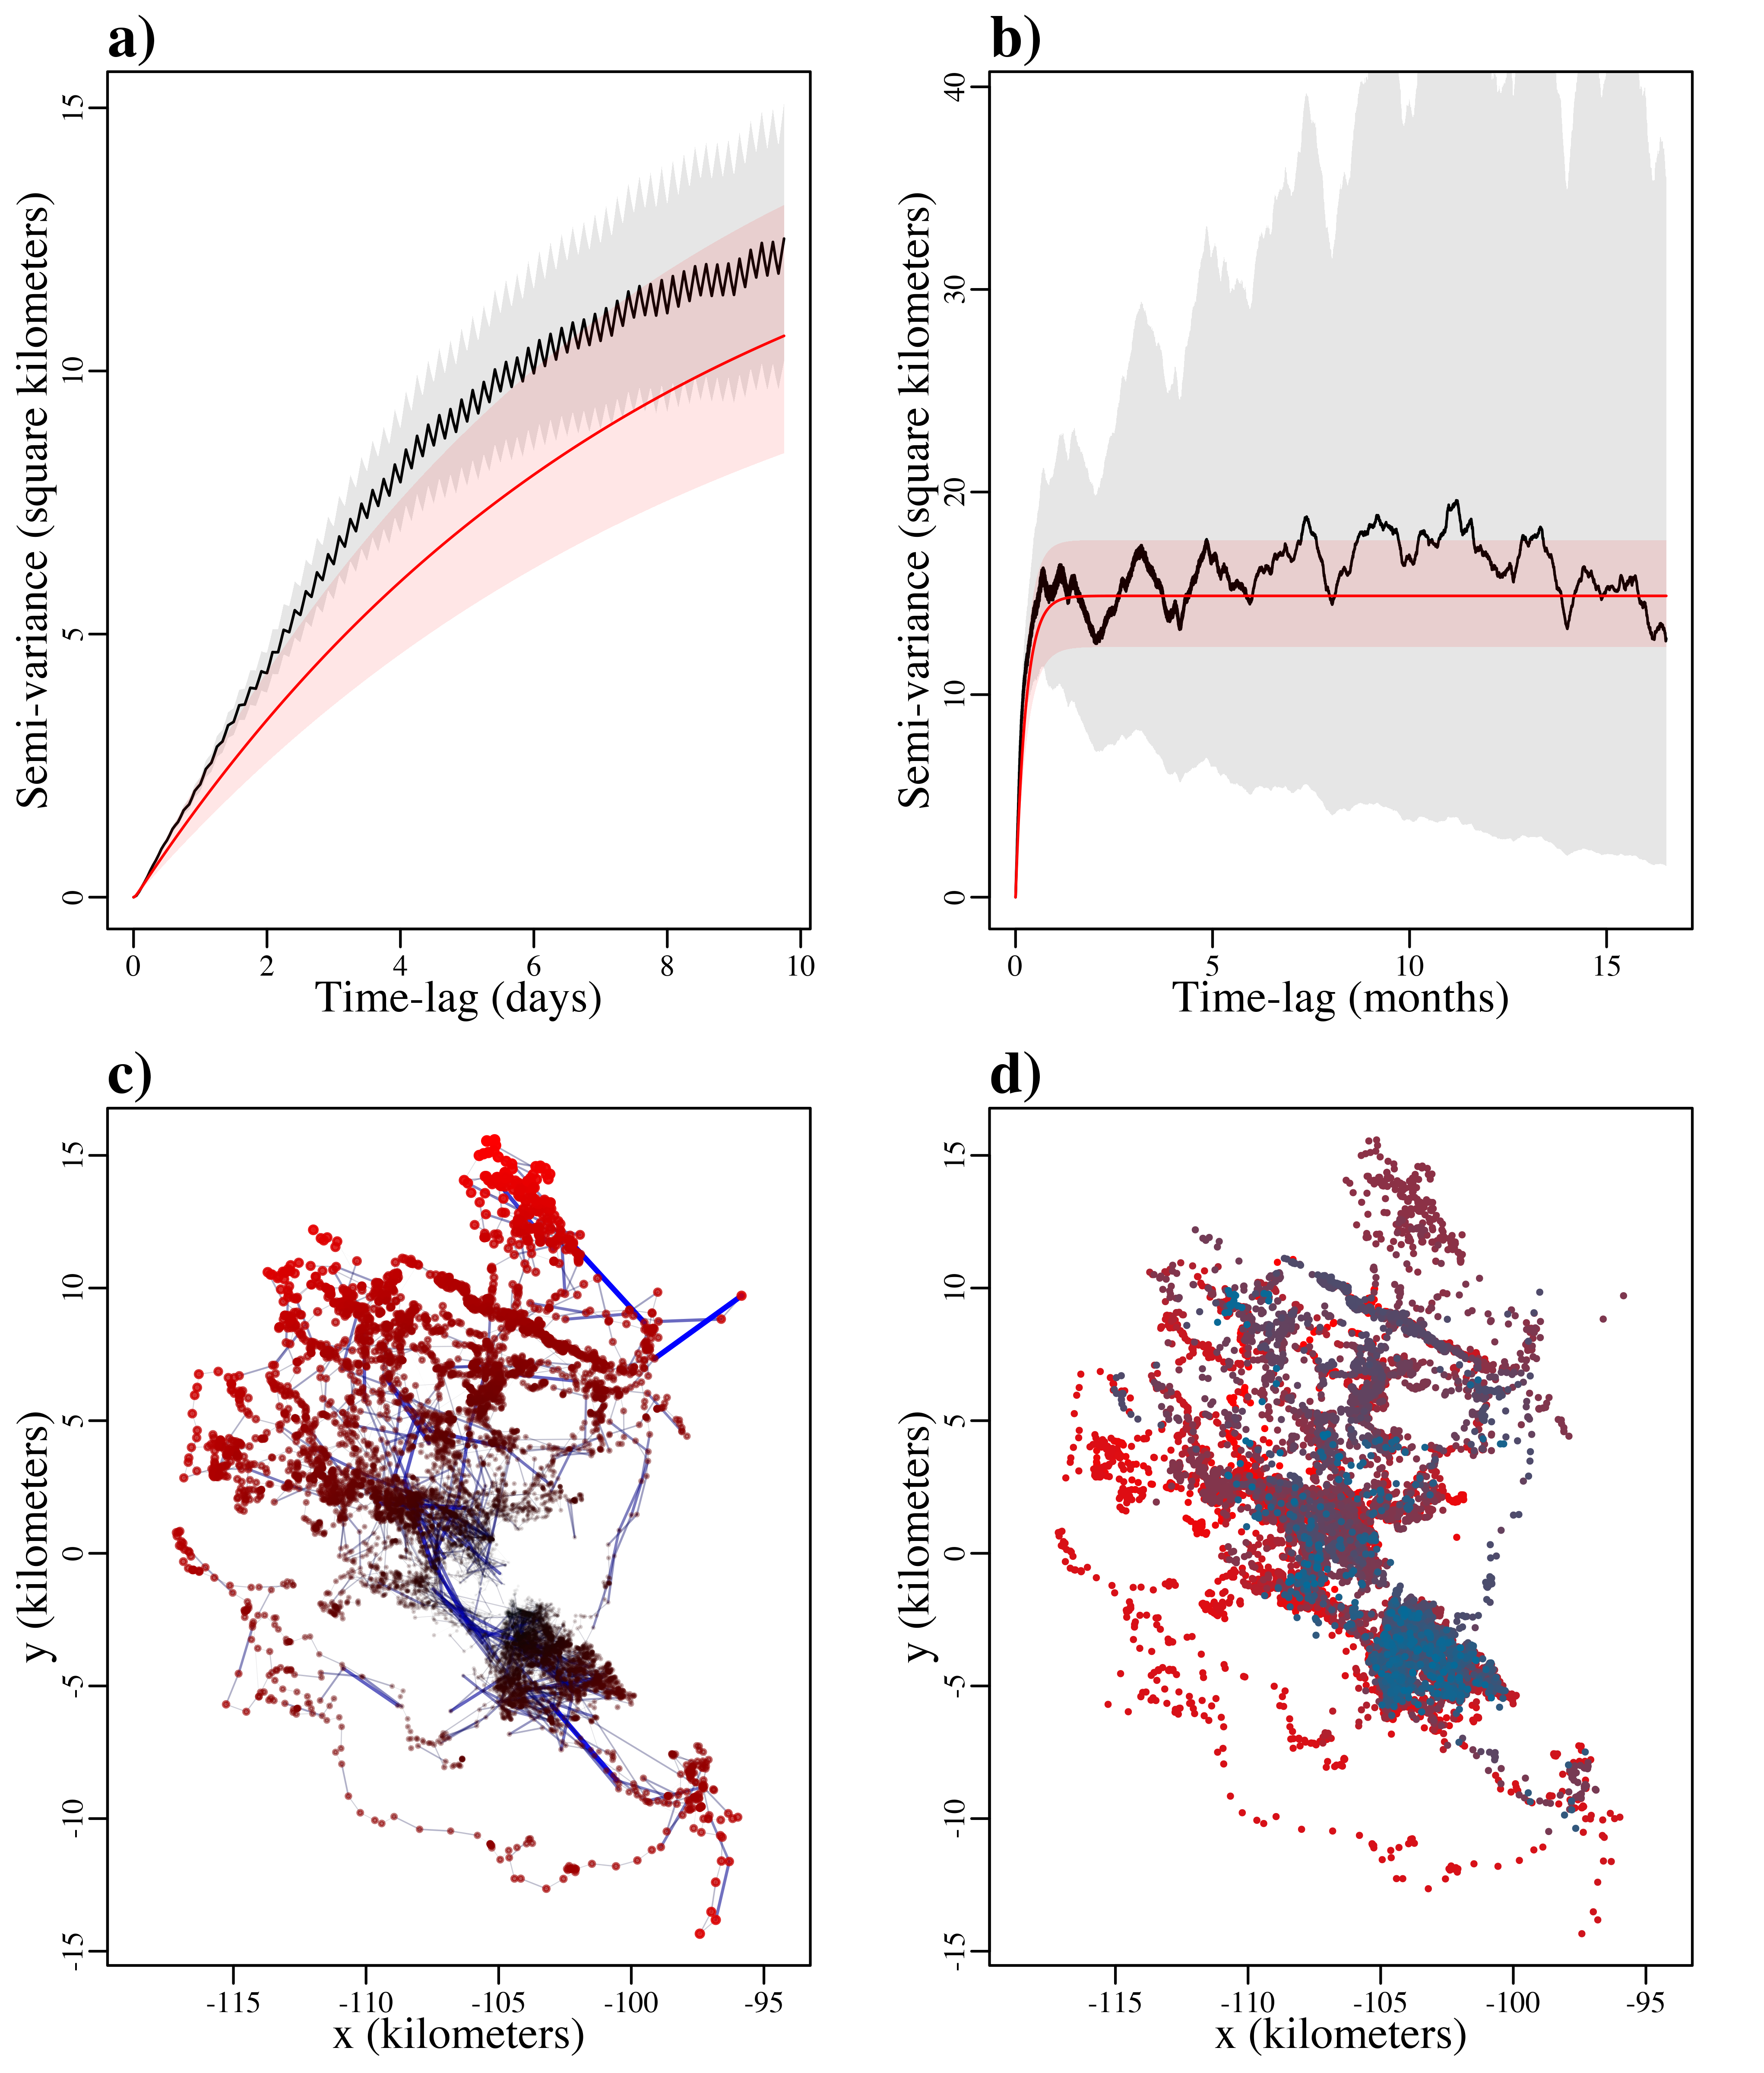 a)
Semi-variance (square kilometers)
15
10
5
0
0 2 4 6 8 10
Time-lag (days)
b)
Semi-variance (square kilometers)
40
30
20
10
0
0 5 10 15
Time-lag (months)
c)
y (kilometers)
15
10
5
0
-5
-10
-15
-115 -110 -105 -100 -95
x (kilometers)
d)
y (kilometers)
15
10
5
0
-5
-10
-15
-115 -110 -105 -100 -95
x (kilometers)